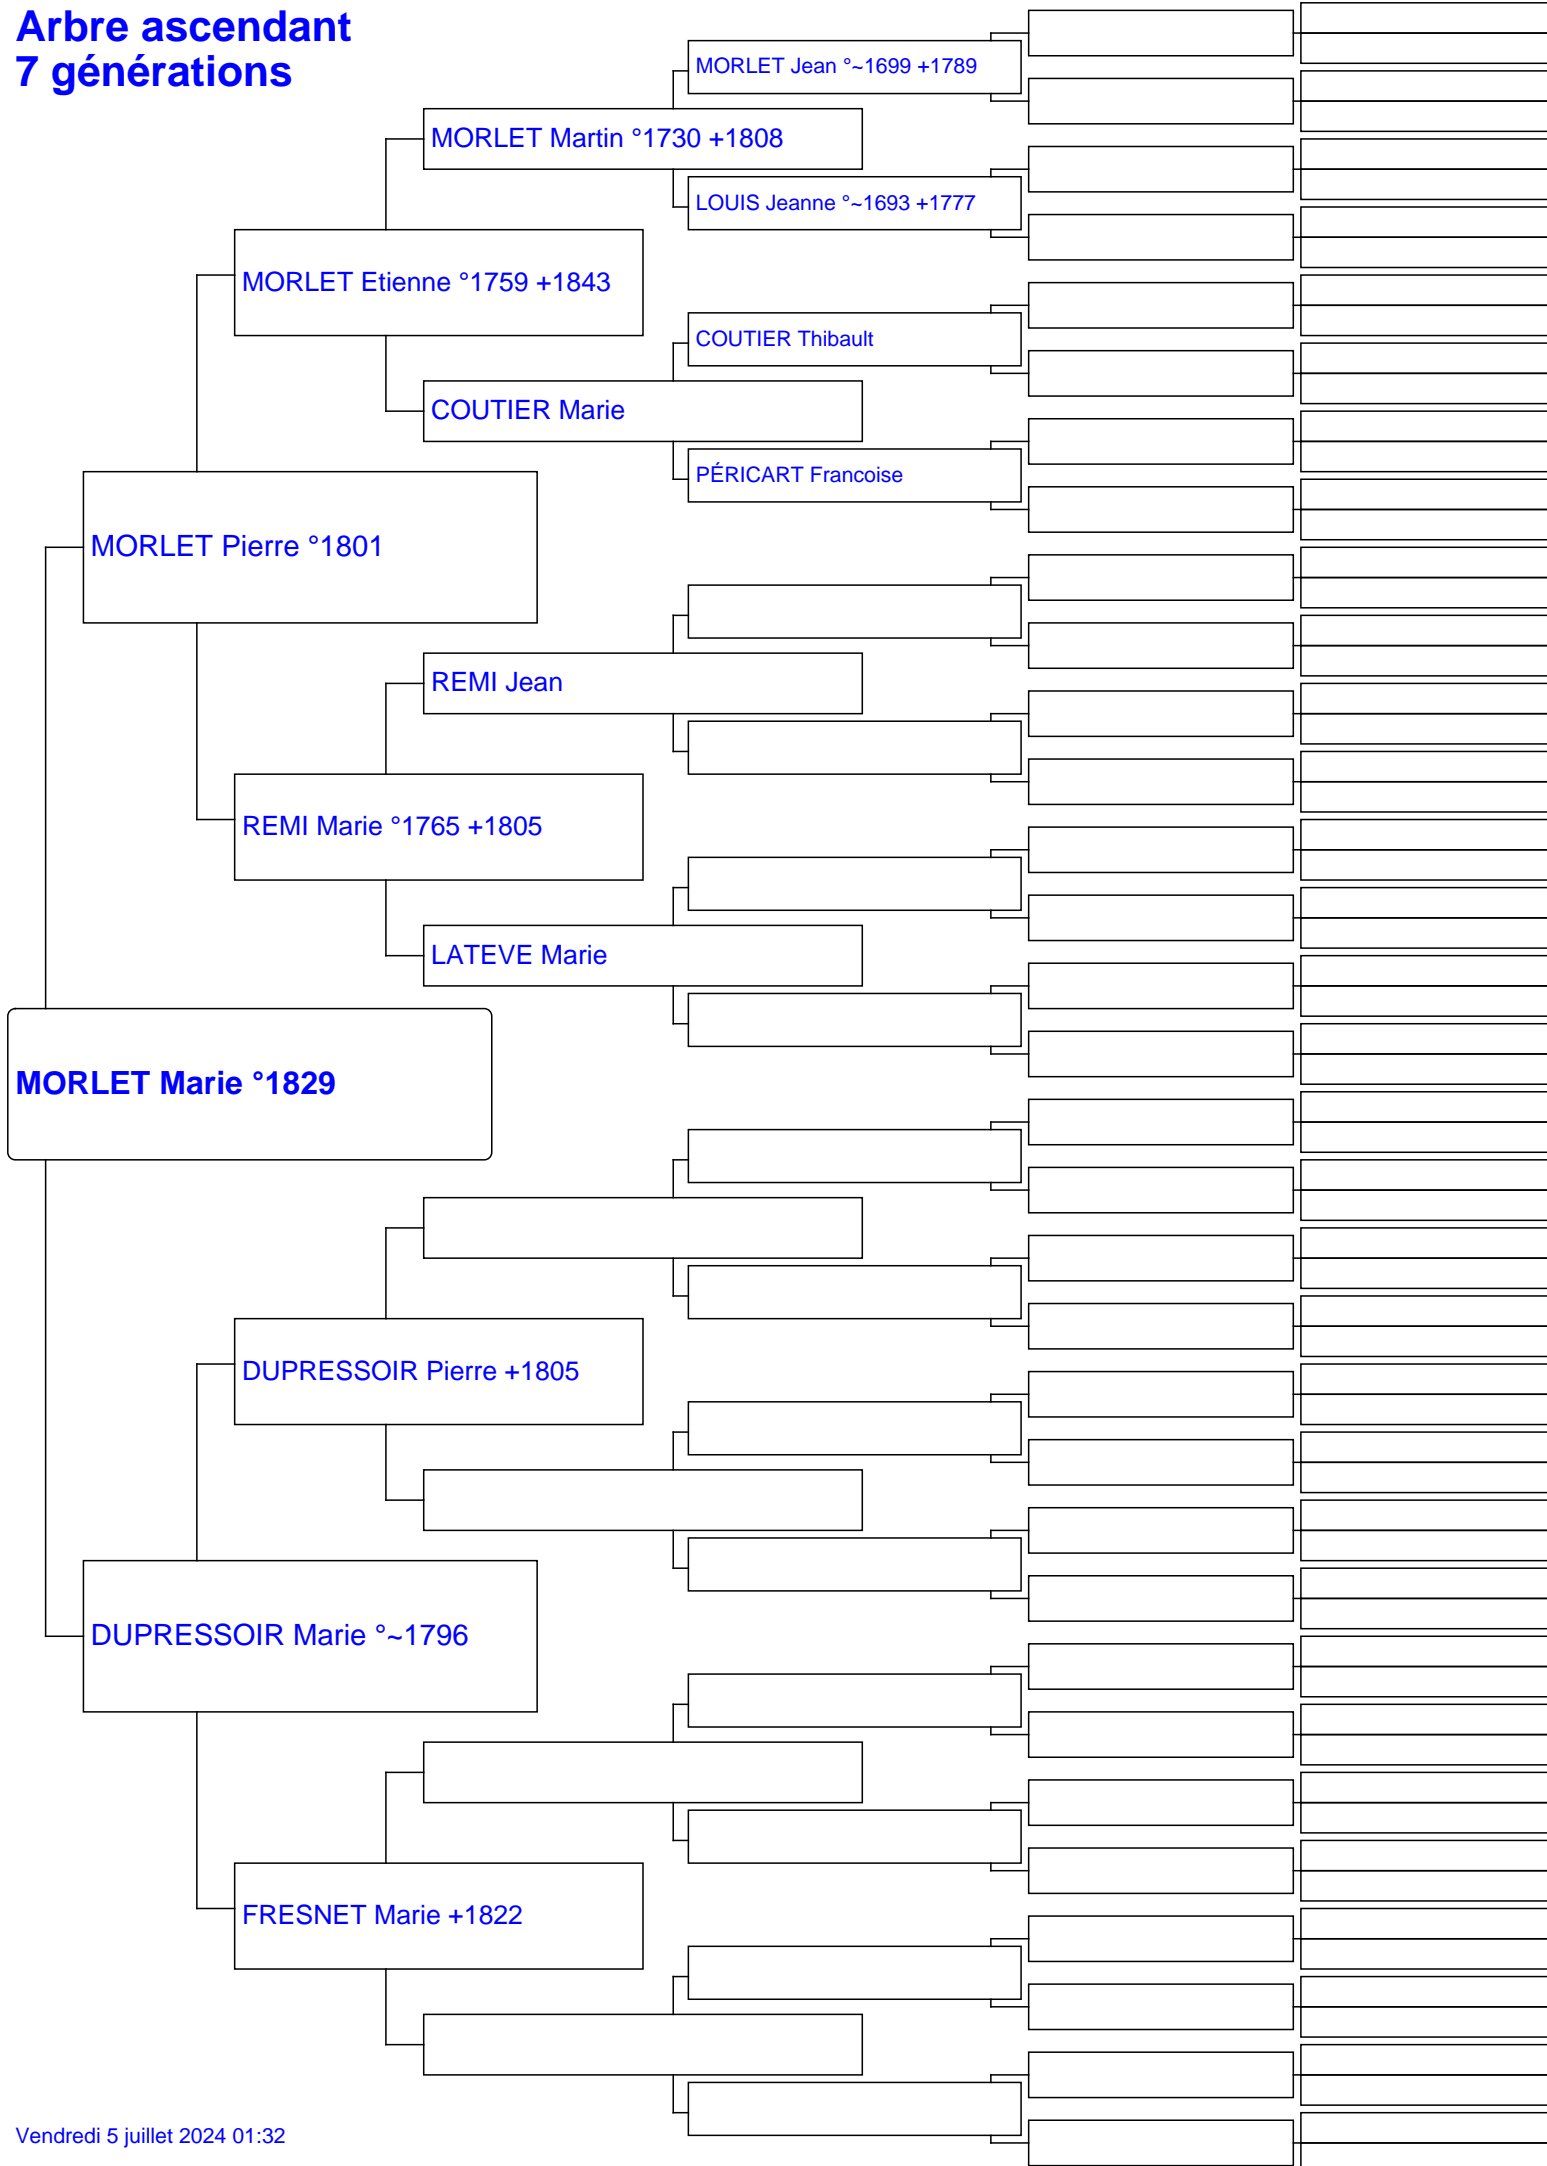 Arbre ascendant
7 générations
MORLET Jean °~1699 +1789
MORLET Martin °1730 +1808
LOUIS Jeanne °~1693 +1777
MORLET Etienne °1759 +1843
COUTIER Thibault
COUTIER Marie
PÉRICART Francoise
MORLET Pierre °1801
REMI Jean
REMI Marie °1765 +1805
LATEVE Marie
MORLET Marie °1829
DUPRESSOIR Pierre +1805
DUPRESSOIR Marie °~1796
FRESNET Marie +1822
Vendredi 5 juillet 2024 01:32